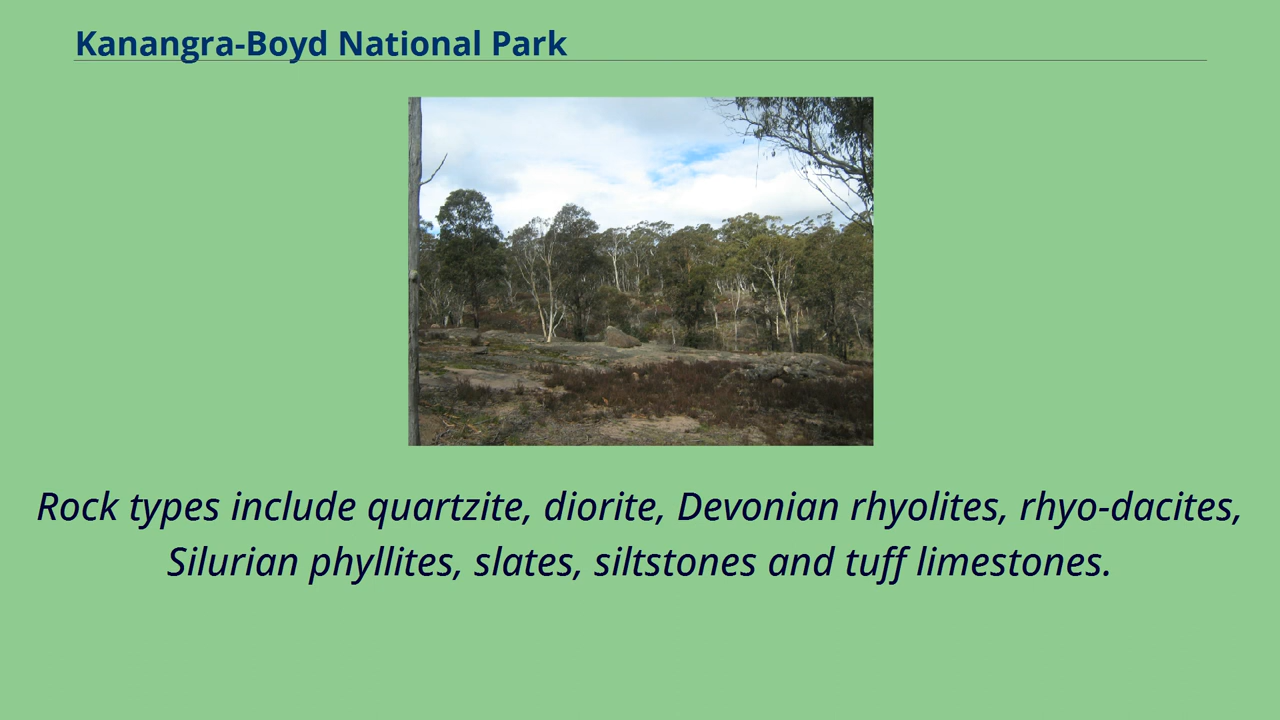 Kanangra-Boyd National Park
Rock types include quartzite, diorite, Devonian rhyolites, rhyo-dacites,
Silurian phyllites, slates, siltstones and tuff limestones.